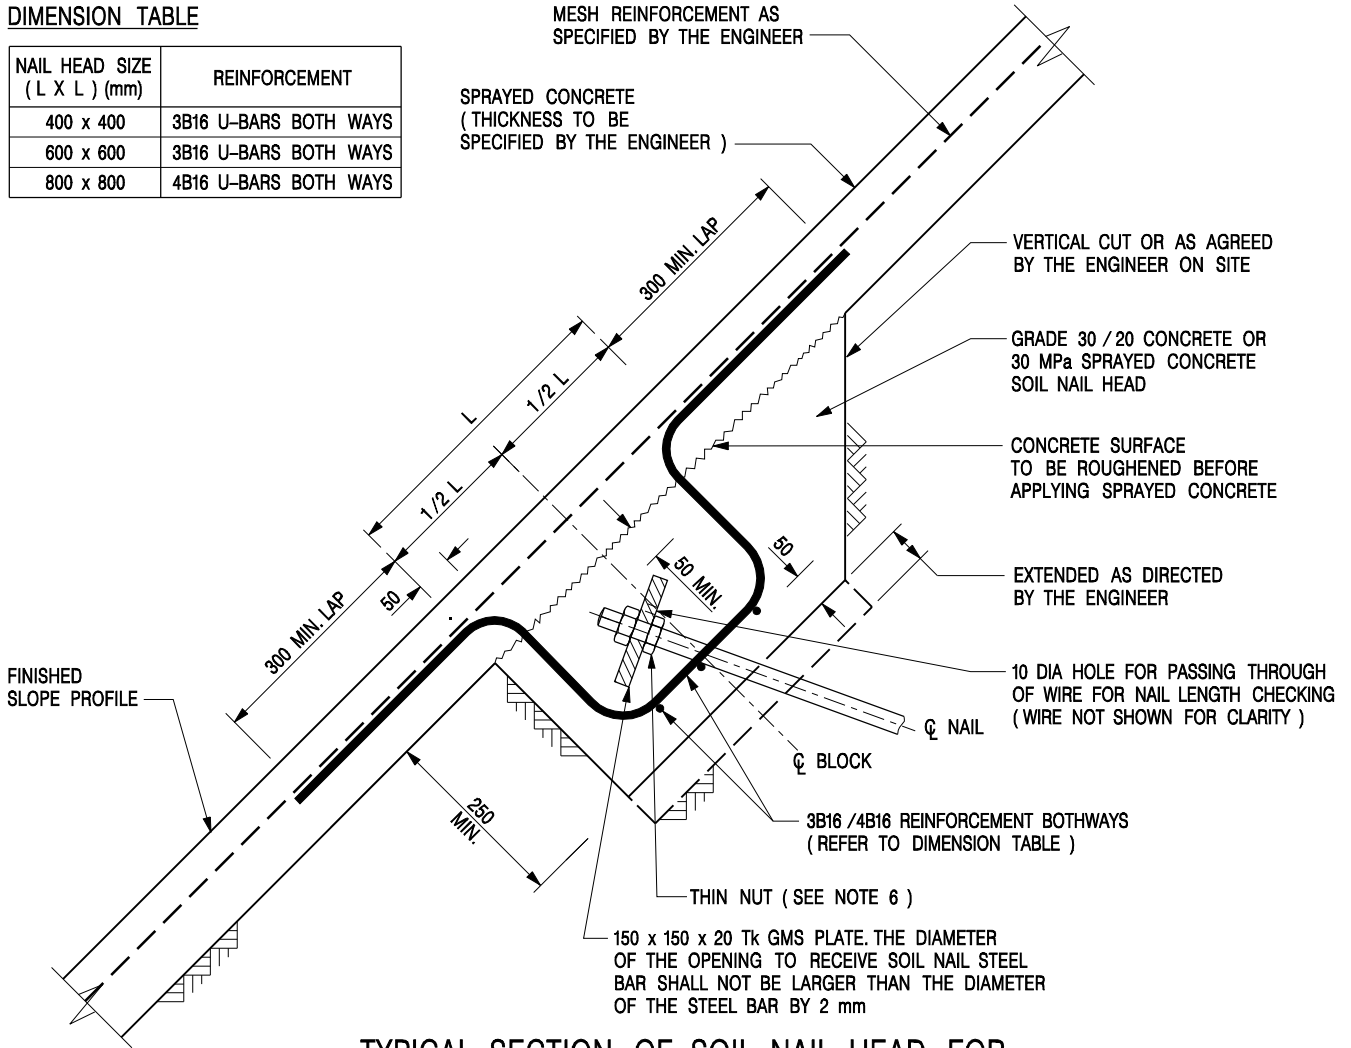 DIMENSION TABLE
NAIL HEAD SIZE
( L X L ) (mm)
REINFORCEMENT
400 x 400
3B16 U-BARS BOTH WAYS
600 x 600
3B16 U-BARS BOTH WAYS
800 x 800
4B16 U-BARS BOTH WAYS
MESH REINFORCEMENT AS
SPECIFIED BY THE ENGINEER
SPRAYED CONCRETE
( THICKNESS TO BE
SPECIFIED BY THE ENGINEER )
300 MIN. LAP
1/2 L
L
1/2 L
50
300 MIN. LAP
50 MIN.
50
250
MIN.
FINISHED
SLOPE PROFILE
VERTICAL CUT OR AS AGREED
BY THE ENGINEER ON SITE
GRADE 30 / 20 CONCRETE OR
30 MPa SPRAYED CONCRETE
SOIL NAIL HEAD
CONCRETE SURFACE
TO BE ROUGHENED BEFORE
APPLYING SPRAYED CONCRETE
EXTENDED AS DIRECTED
BY THE ENGINEER
10 DIA HOLE FOR PASSING THROUGH
OF WIRE FOR NAIL LENGTH CHECKING
( WIRE NOT SHOWN FOR CLARITY )
℄ NAIL
℄ BLOCK
3B16 /4B16 REINFORCEMENT BOTHWAYS
( REFER TO DIMENSION TABLE )
THIN NUT ( SEE NOTE 6 )
150 x 150 x 20 Tk GMS PLATE. THE DIAMETER
OF THE OPENING TO RECEIVE SOIL NAIL STEEL
BAR SHALL NOT BE LARGER THAN THE DIAMETER
OF THE STEEL BAR BY 2 mm
TYPICAL SECTION OF SOIL NAIL HEAD FOR